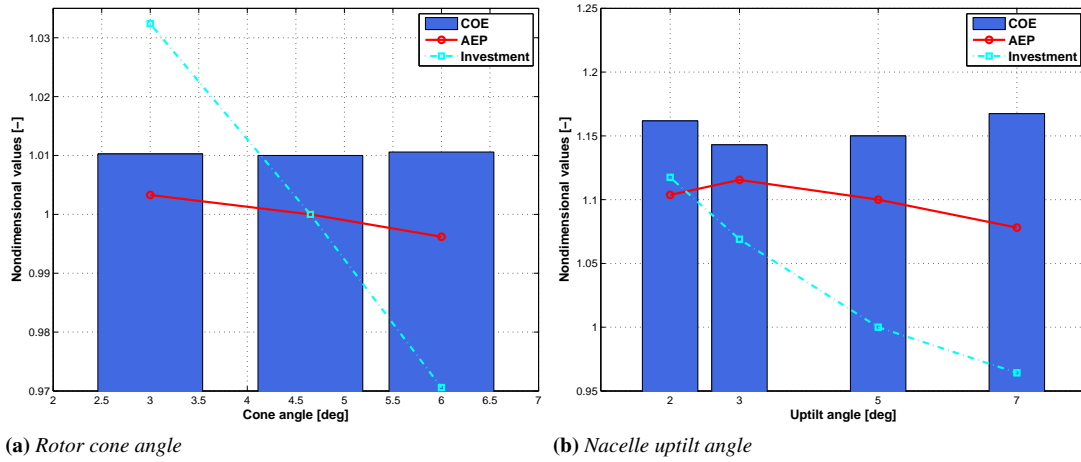 1.03
1.02
1.01
1
0.99
0.98
0.97
Nondimensional values [-]
2 2.5 3 3.5 4 4.5 5 5.5 6 6.5 7
Cone angle [deg]
COE
AEP
Investment
(a) Rotor cone angle
1.25
1.2
1.15
1.1
1.05
1
0.95
Nondimensional values [-]
2 3 5 7
Uptilt angle [deg]
COE
AEP
Investment
(b) Nacelle uptilt angle